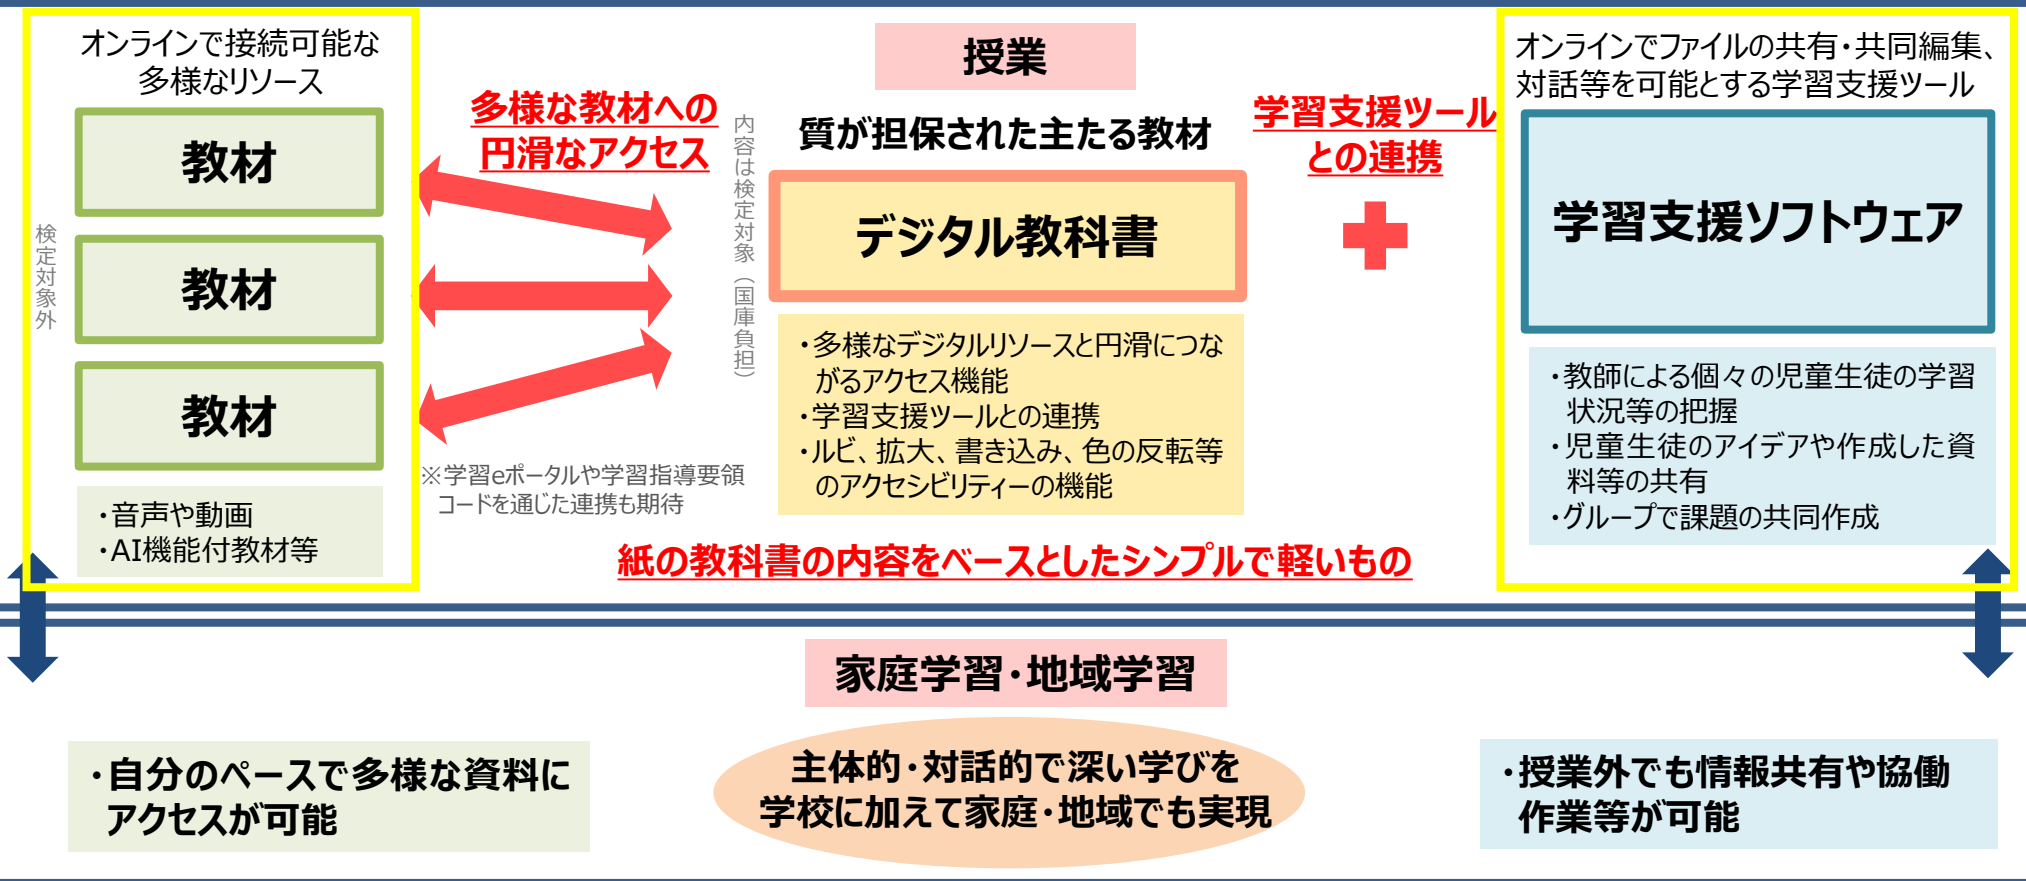 オンラインで接続可能な
多様なリソース
教材
教材
教材
検定対象外
・音声や動画
・AI機能付教材等
多様な教材への
円滑なアクセス
※学習eポータルや学習指導要領
コードを通じた連携も期待
授業
質が担保された主たる教材
内容は検定対象（国庫負担）
デジタル教科書
・多様なデジタルリソースと円滑につな
がるアクセス機能
・学習支援ツールとの連携
・ルビ、拡大、書き込み、色の反転等
のアクセシビリティーの機能
紙の教科書の内容をベースとしたシンプルで軽いもの
学習支援ツール
との連携
オンラインでファイルの共有・共同編集、
対話等を可能とする学習支援ツール
学習支援ソフトウェア
・教師による個々の児童生徒の学習
状況等の把握
・児童生徒のアイデアや作成した資
料等の共有
・グループで課題の共同作成
家庭学習・地域学習
・自分のペースで多様な資料に
アクセスが可能
主体的・対話的で深い学びを
学校に加えて家庭・地域でも実現
・授業外でも情報共有や協働
作業等が可能